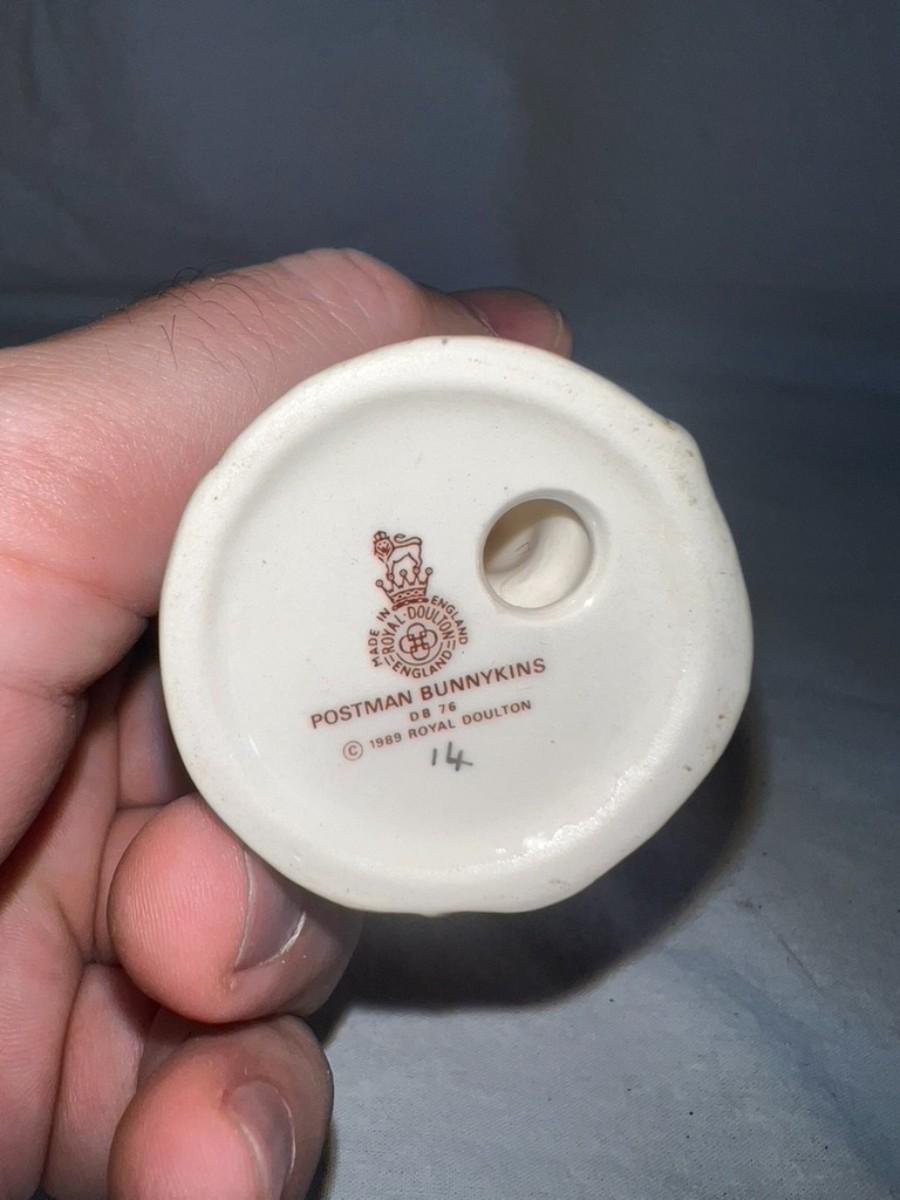 MADE IN ENGLAND
ROYAL·DOULTON
ENGLAND
POSTMAN BUNNYKINS
DB 76
© 1989 ROYAL DOULTON
14